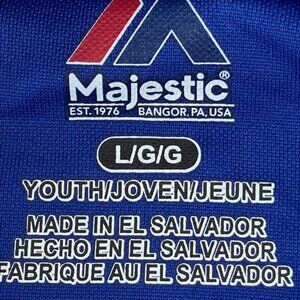 Majestic®
EST. 1976 BANGOR, PA, USA
L/G/G
YOUTH/JOVEN/JEUNE
MADE IN EL SALVADOR
HECHO EN EL SALVADOR
FABRIQUE AU EL SALVADOR